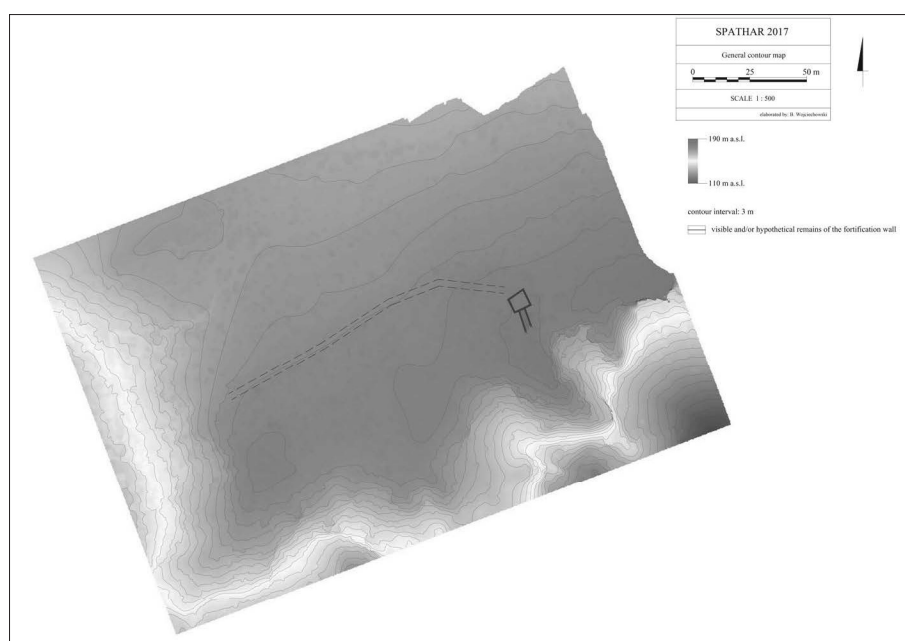 SPATHAR 2017
General contour map
0 25 50 m
SCALE 1 : 500
elaborated by: B. Wojciechowski
190 m a.s.l.
110 m a.s.l.
contour interval: 3 m
visible and/or hypothetical remains of the fortification wall